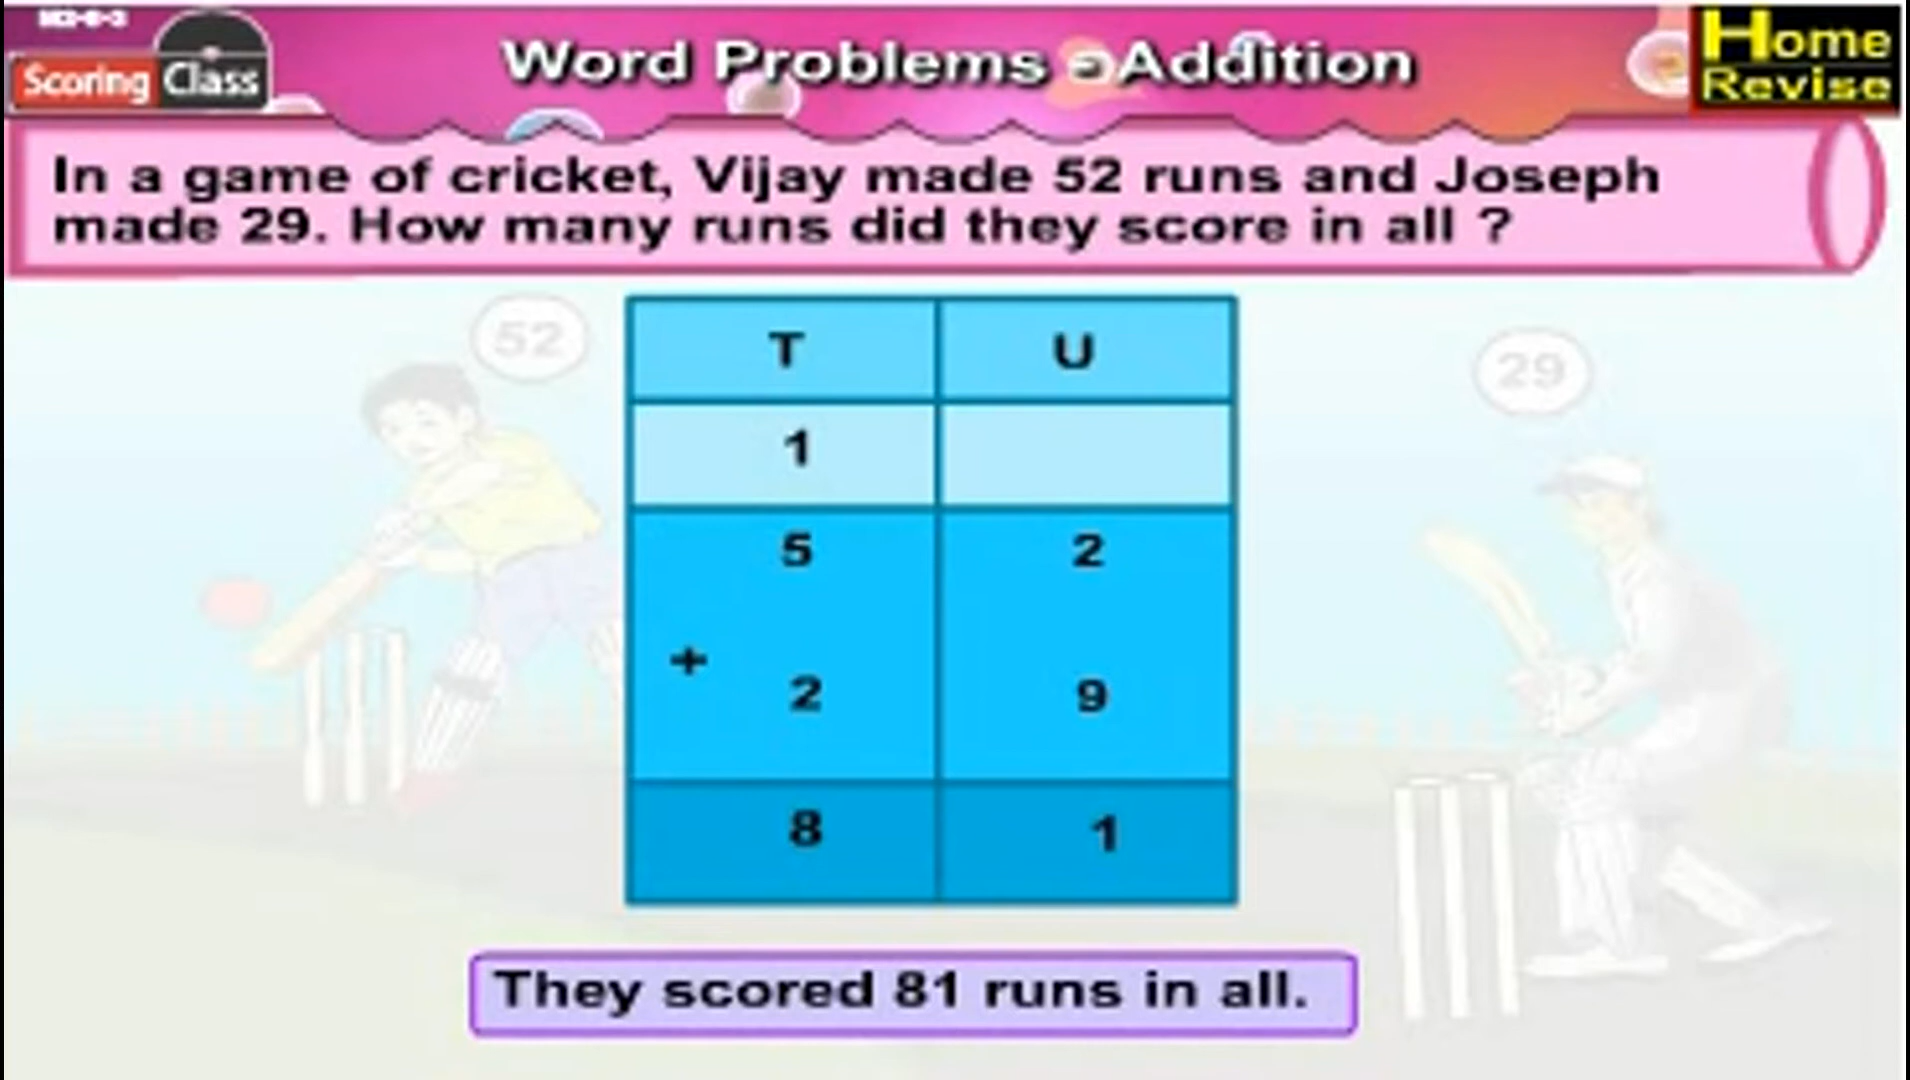 Scoring Class
Word Problems - Addition
Home
Revise
In a game of cricket, Vijay made 52 runs and Joseph
made 29. How many runs did they score in all ?
52
29
T U
1
5 2
+
2 9
8 1
They scored 81 runs in all.